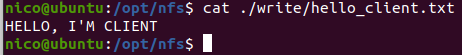 nico@ubuntu:/opt/nfs$ cat ./write/hello_client.txt
HELLO, I'M CLIENT
nico@ubuntu:/opt/nfs$